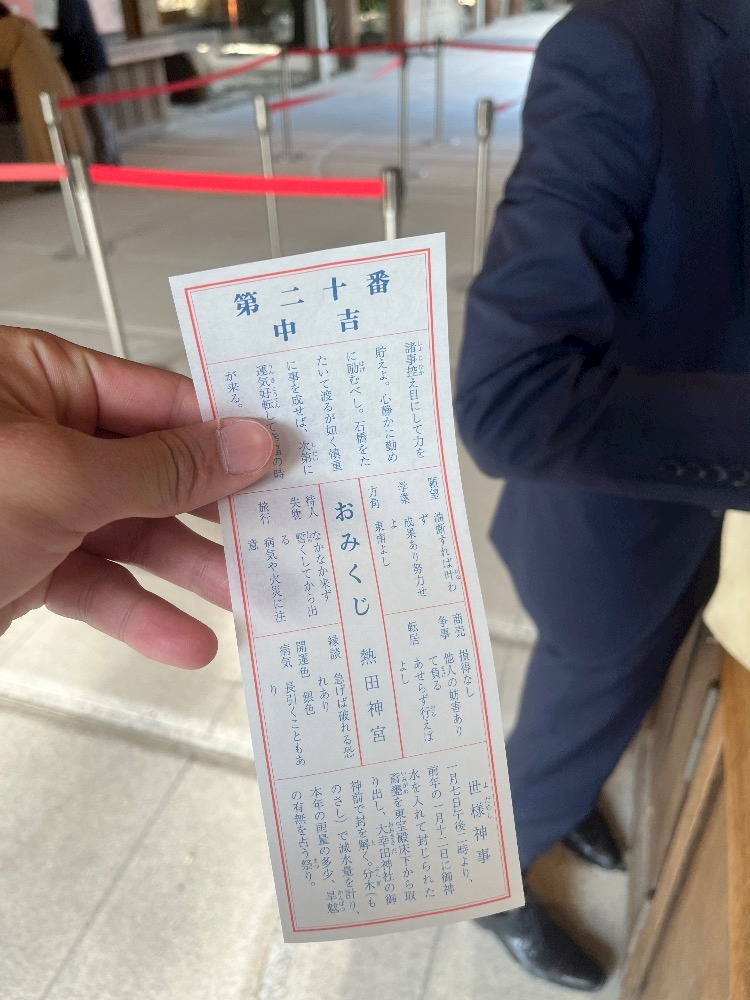 第二十番
中吉
諸事控え目にして力を
貯えよ。心静かに勤め
に励むべし。石橋をた
たいて渡るが如く慎重
に事を成せば、次第に
運気好転して
の時
が来る。
願望 油断すれば叶わ
ず
学業 成果あり努力せ
よ
方旬 東南よし
商売 損得なし
争事 他人の妨害あり
て負る
転居 あせらず行えば
よし
おみくじ 熱田神宮
待人 なかなか来ず
失物 暫くしてから出
る
旅行 病気や火災に注
意
縁談 急げば破れる恐
れあり
開運色 銀色
病気 長引くこともあ
り
世様神事
一月七日午後二時より、
前年の一月十二日に御神
水を入れて封じられた
斎甕を東宝殿床下から取
り出し、大幸田神社の御
神前で封を解く。分木(も
のさし)で減水量を計り、
本年の雨量の多少、旱魃
の有無を占う祭り。